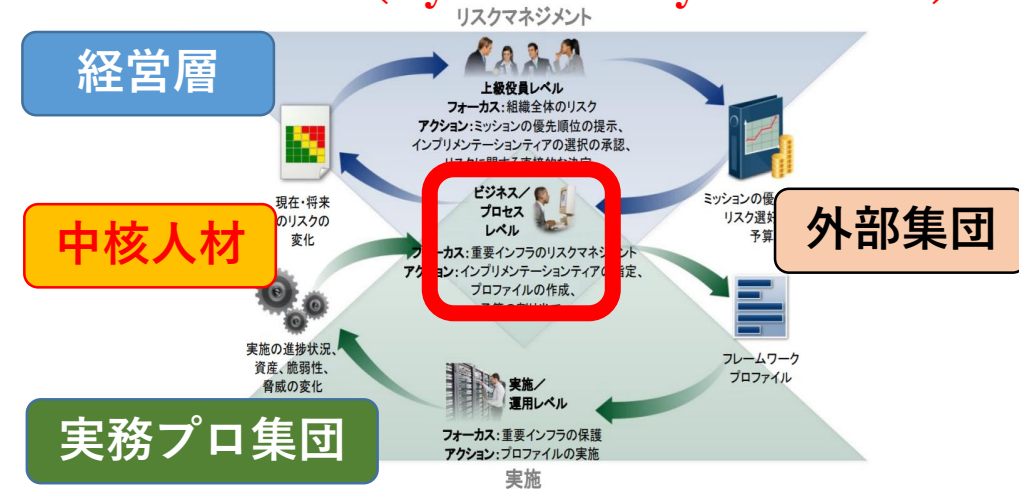 リスクマネジメント
経営層
上級役員レベル
フォーカス:組織全体のリスク
アクション:ミッションの優先順位の提示、
インプリメンテーションティアの選択の承認、
現在・将来
のリスクの
変化
ビジネス/
プロセス
レベル
ミッションの優
リスク選好
予算
中核人材
外部集団
フォーカス:重要インフラのリスクマネジメント
アクション:インプリメンテーションティアの指定、
プロファイルの作成、
実施の進捗状況、
資産、脆弱性、
脅威の変化
フレームワーク
プロファイル
実施/
運用レベル
実務プロ集団
フォーカス:重要インフラの保護
アクション:プロファイルの実施
実施